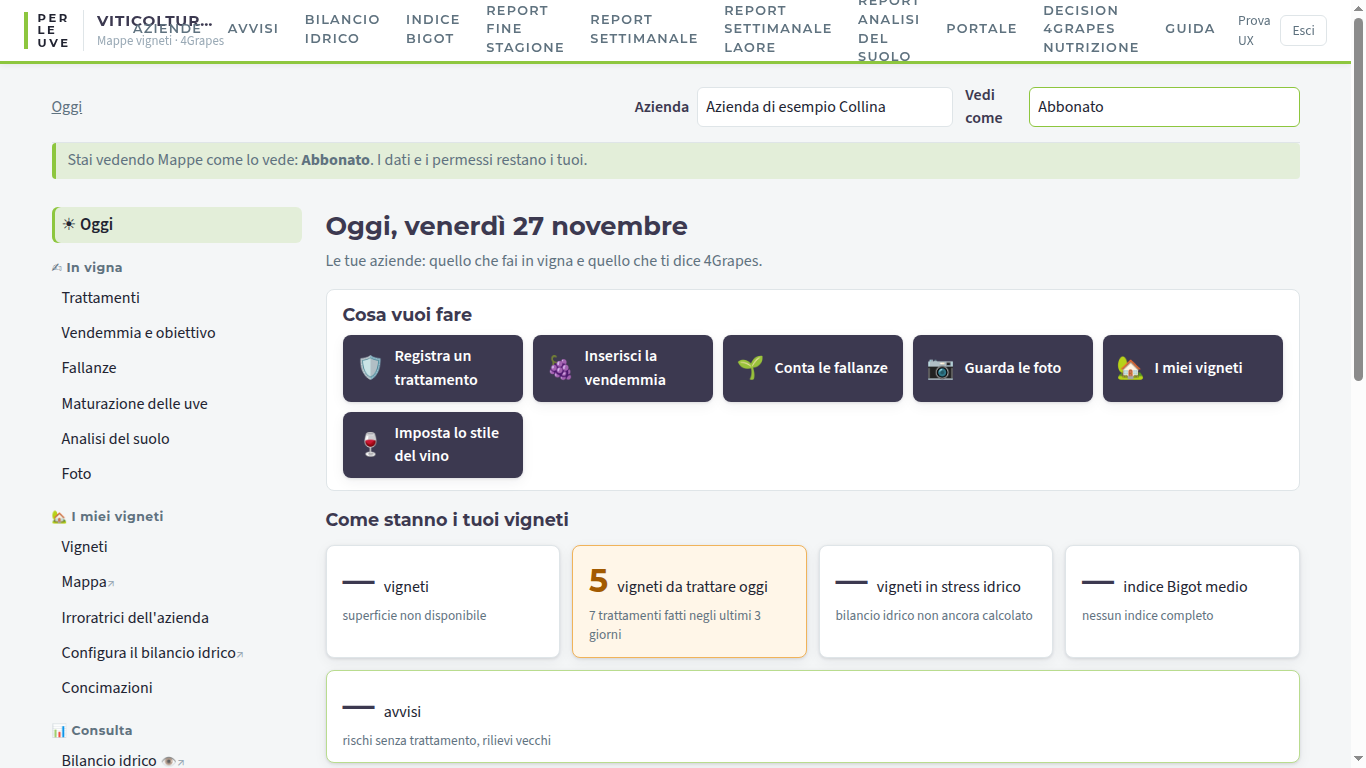 PER
LE
UVE
VITICOLTUR...
Mappe vigneti · 4Grapes
AZIENDE
AVVISI
BILANCIO
IDRICO
INDICE
BIGOT
REPORT
FINE
STAGIONE
REPORT
SETTIMANALE
REPORT
SETTIMANALE
LAORE
REPORT
ANALISI
DEL
SUOLO
PORTALE
DECISION
4GRAPES
NUTRIZIONE
GUIDA
Prova
UX
Esci
Oggi
Azienda
Azienda di esempio Collina
Vedi
come
Abbonato
Stai vedendo Mappe come lo vede: Abbonato. I dati e i permessi restano i tuoi.
☀ Oggi
✍ In vigna
Trattamenti
Vendemmia e obiettivo
Fallanze
Maturazione delle uve
Analisi del suolo
Foto
🏡 I miei vigneti
Vigneti
Mappa↗
Irroratrici dell'azienda
Configura il bilancio idrico↗
Concimazioni
📊 Consulta
Bilancio idrico 👁↗
Oggi, venerdì 27 novembre
Le tue aziende: quello che fai in vigna e quello che ti dice 4Grapes.
Cosa vuoi fare
🛡️ Registra un
trattamento
🍇 Inserisci la
vendemmia
🌱 Conta le fallanze
📷 Guarda le foto
🏡 I miei vigneti
🍷 Imposta lo stile
del vino
Come stanno i tuoi vigneti
— vigneti
superficie non disponibile
5 vigneti da trattare oggi
7 trattamenti fatti negli ultimi 3
giorni
— vigneti in stress idrico
bilancio idrico non ancora calcolato
— indice Bigot medio
nessun indice completo
— avvisi
rischi senza trattamento, rilievi vecchi